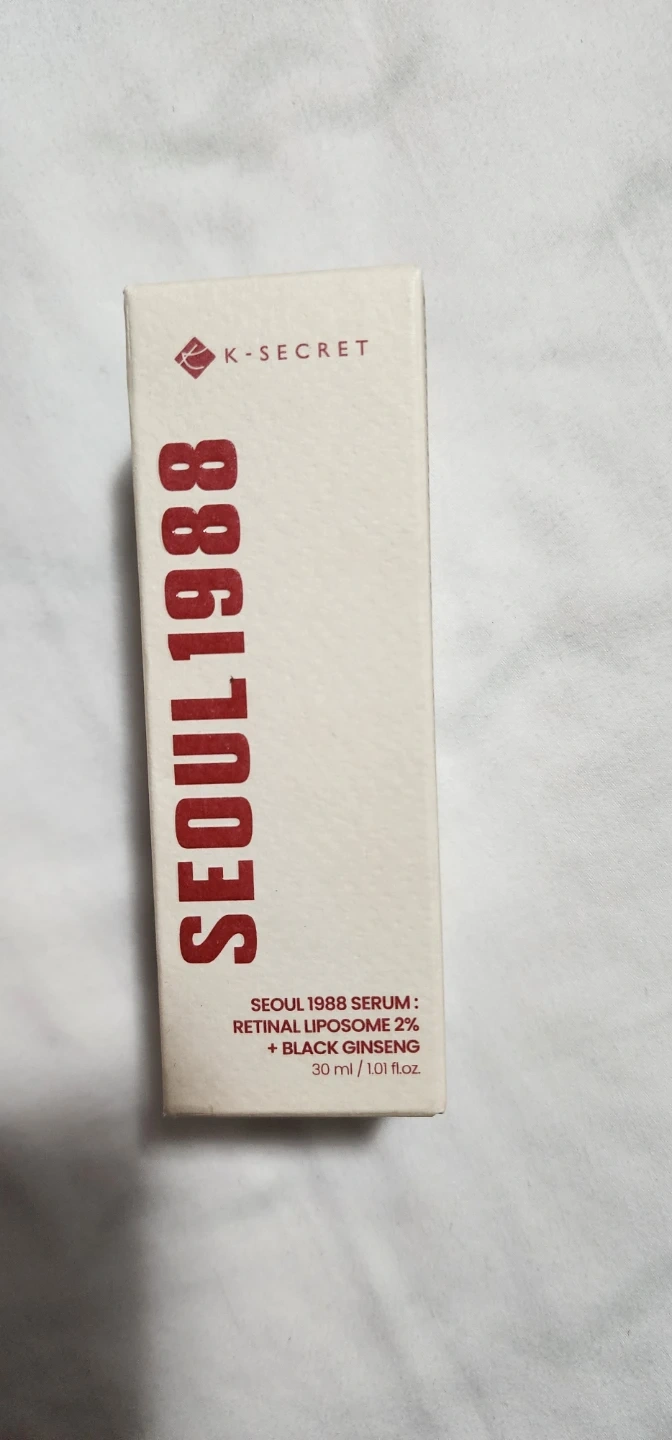 K-SECRET
SEOUL1988
SEOUL 1988 SERUM :
RETINAL LIPOSOME 2%
+ BLACK GINSENG
30 ml / 1.01 fl.oz.